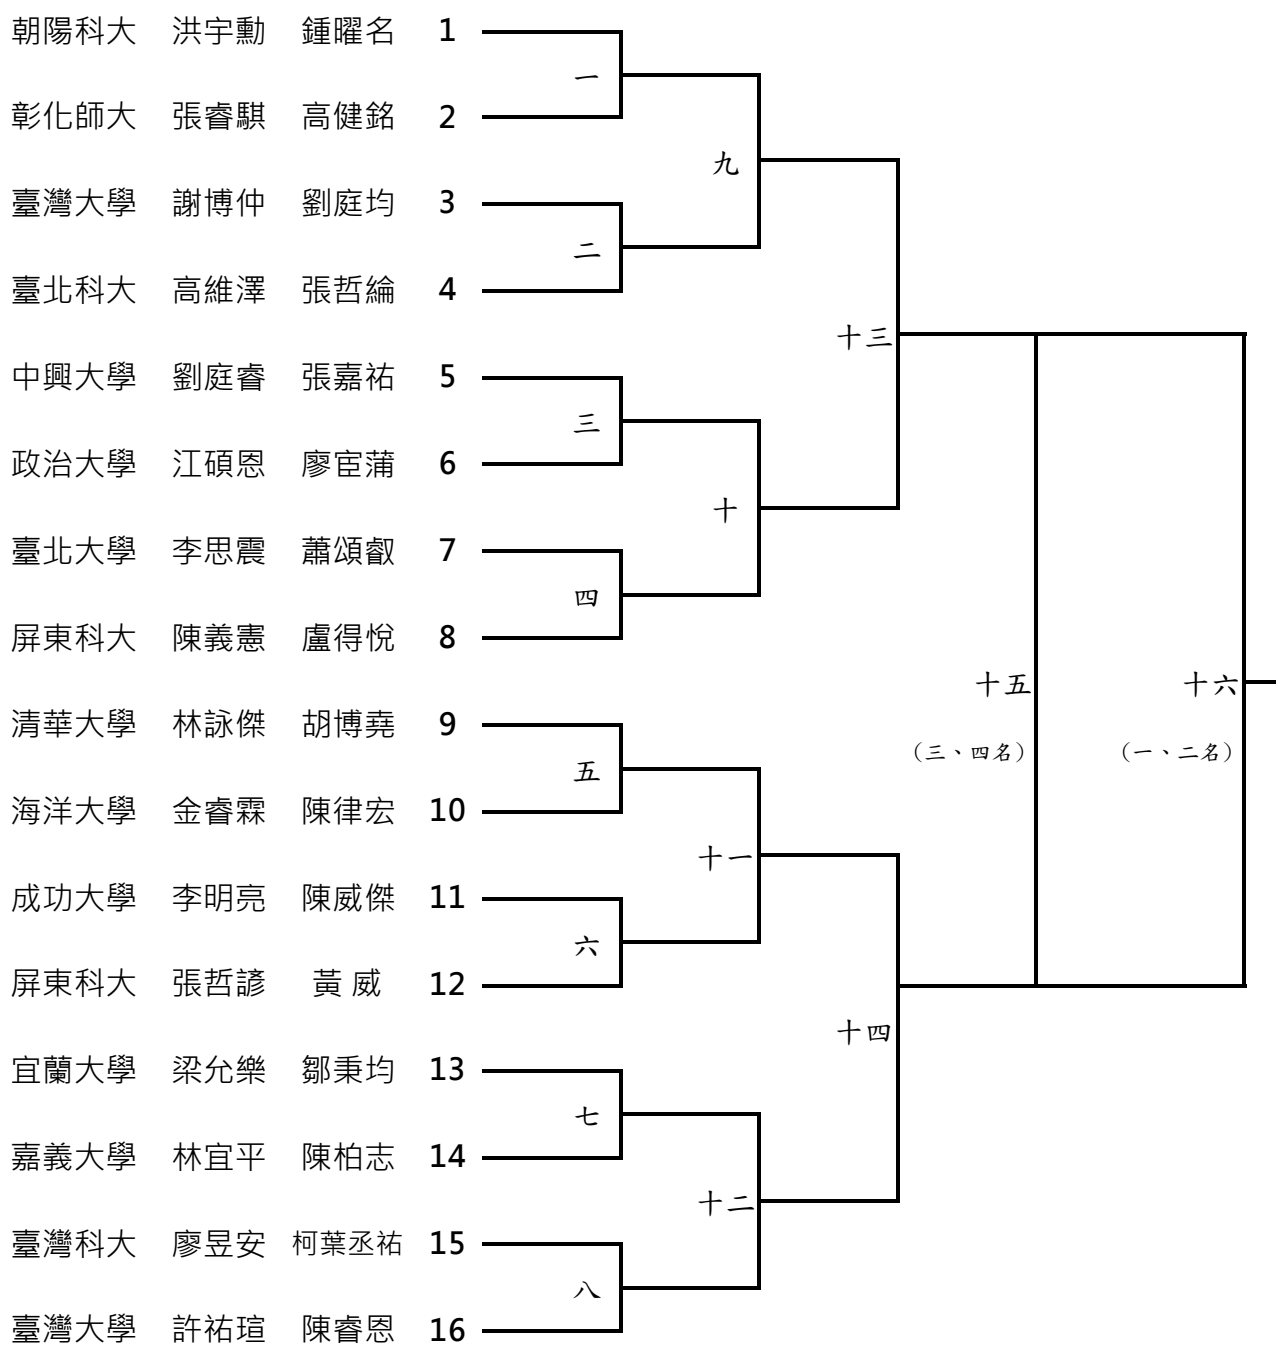 朝陽科大 洪宇勳 鍾曜名 1
一
彰化師大 張睿騏 高健銘 2
九
臺灣大學 謝博仲 劉庭均 3
二
臺北科大 高維澤 張哲綸 4
十三
中興大學 劉庭睿 張嘉祐 5
三
政治大學 江碩恩 廖宦蒲 6
十
臺北大學 李思震 蕭頌叡 7
四
屏東科大 陳義憲 盧得悅 8
十五 十六
清華大學 林詠傑 胡博堯 9
(三、四名) (一、二名)
五
海洋大學 金睿霖 陳律宏 10
十一
成功大學 李明亮 陳威傑 11
六
屏東科大 張哲諺 黃 威 12
十四
宜蘭大學 梁允樂 鄒秉均 13
七
嘉義大學 林宜平 陳柏志 14
十二
臺灣科大 廖昱安 柯葉丞祐 15
八
臺灣大學 許祐瑄 陳睿恩 16